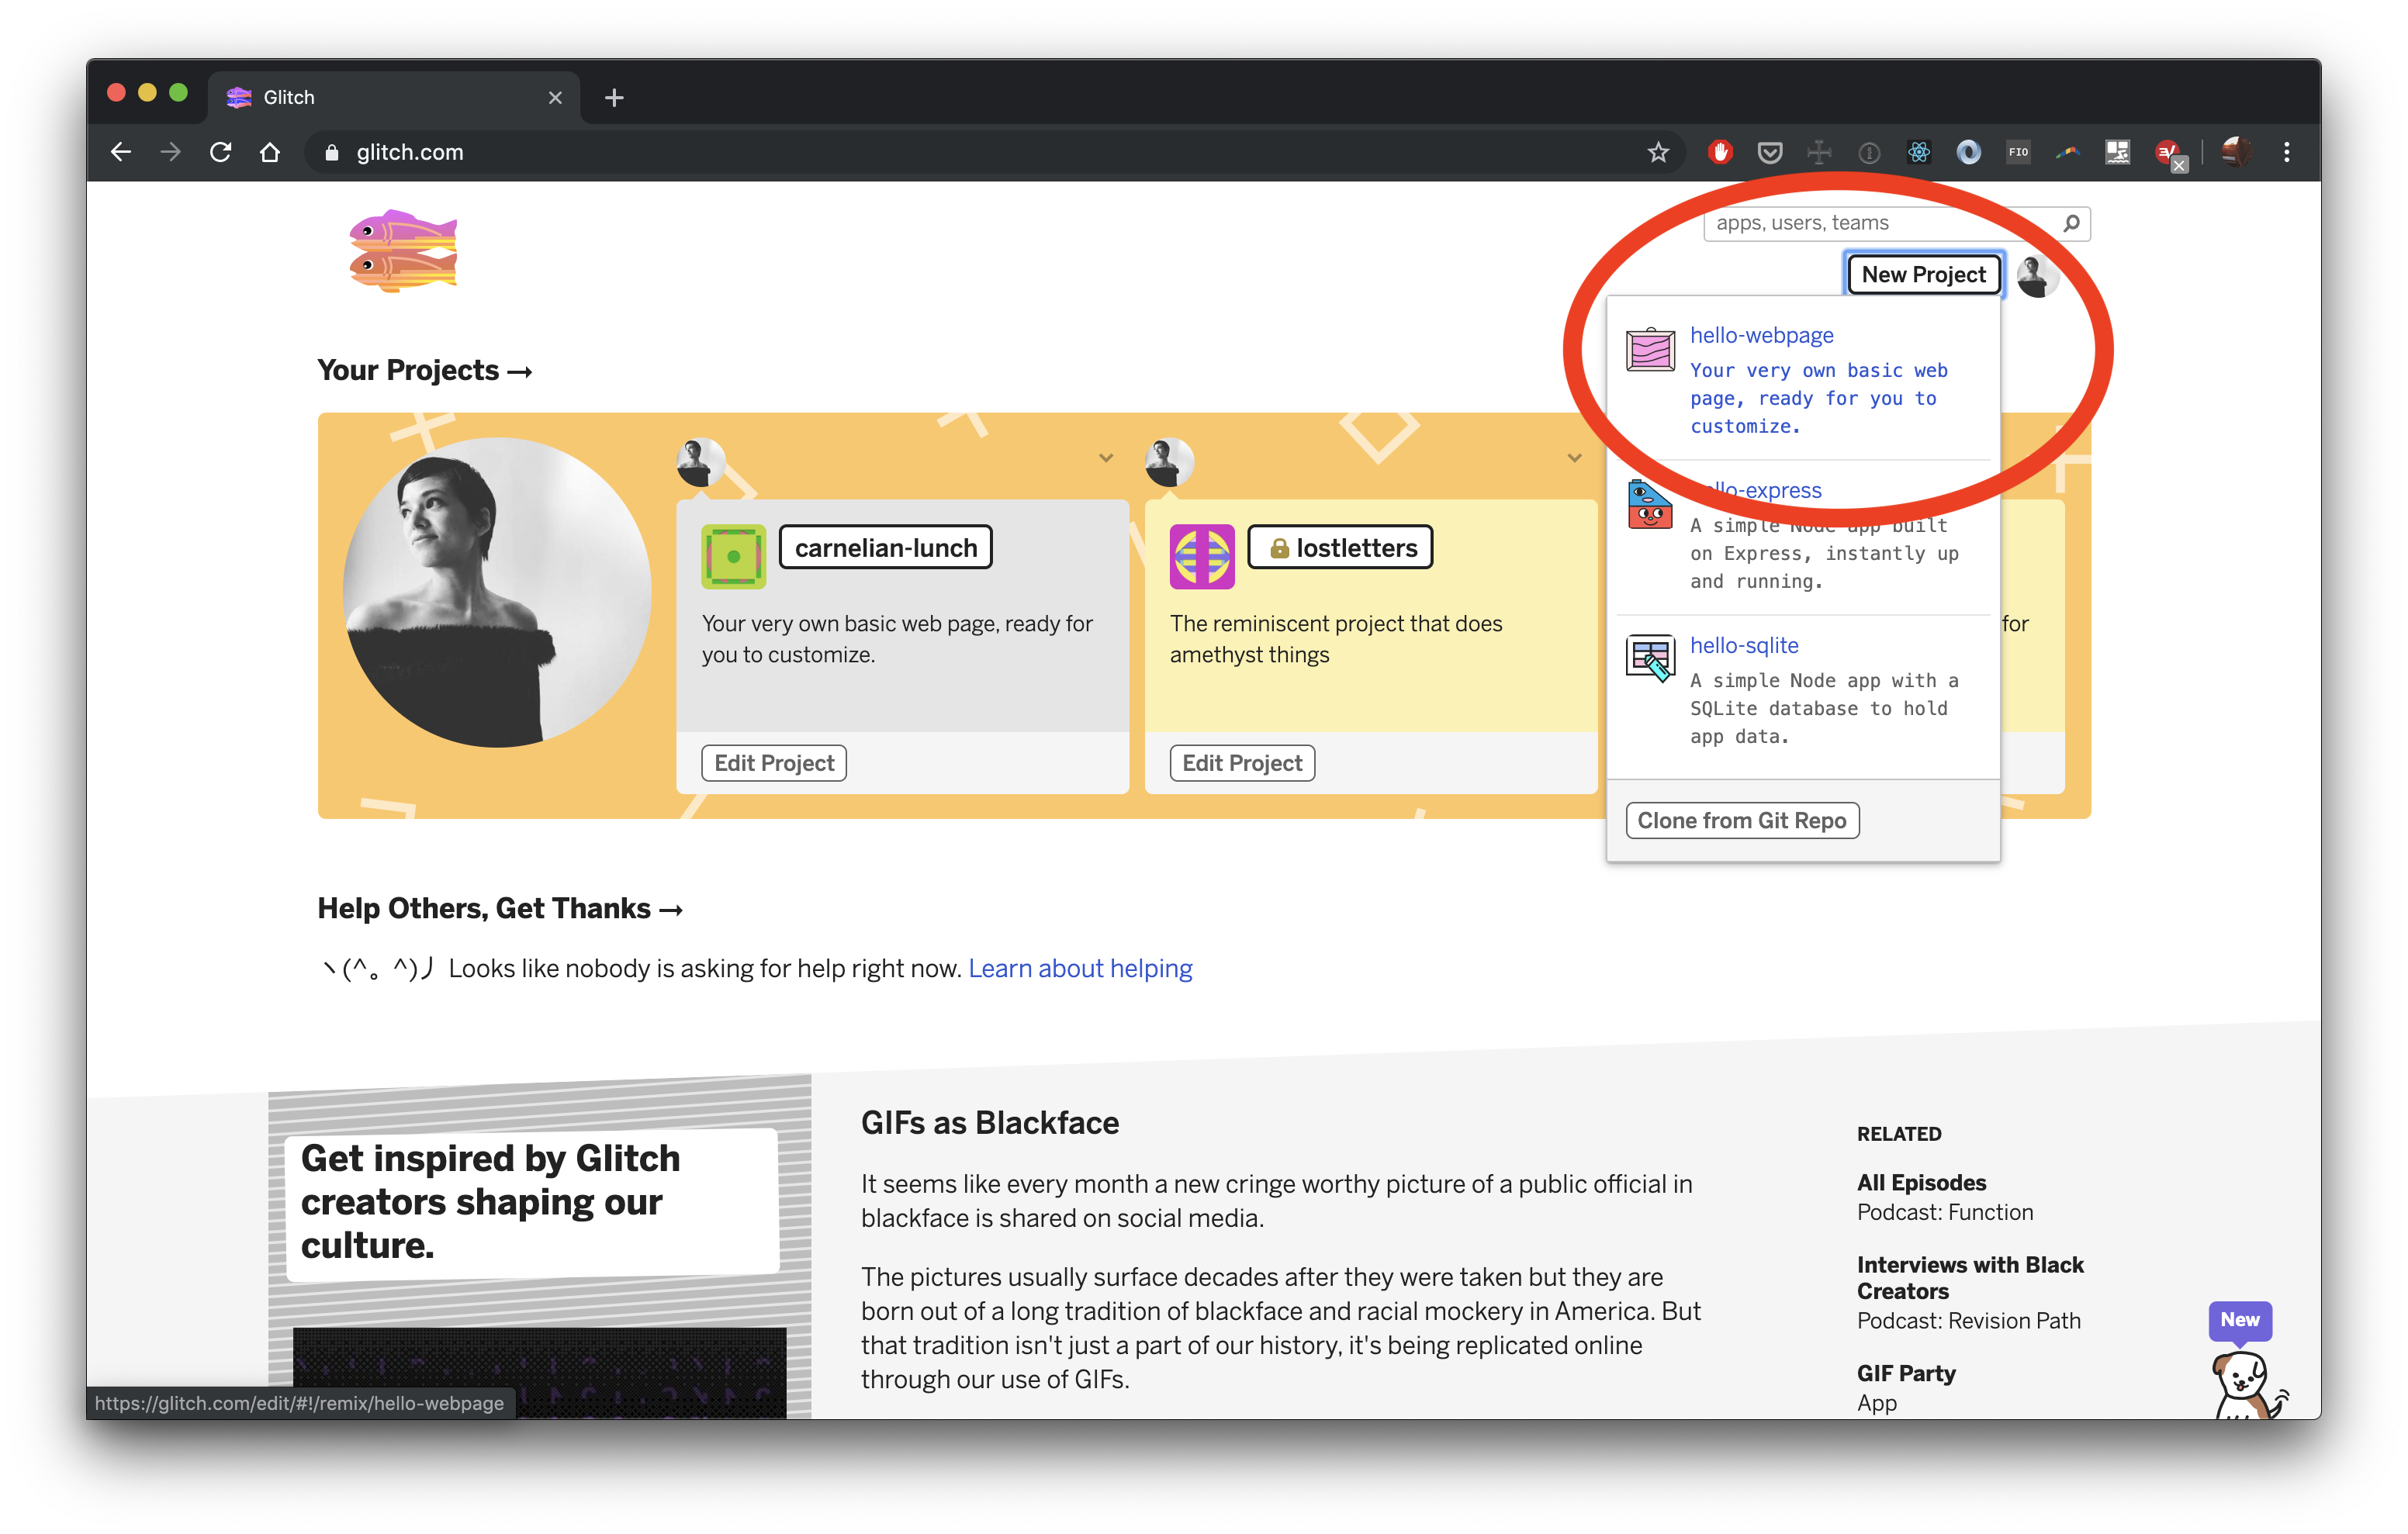 Glitch
glitch.com
FIO
apps, users, teams
New Project
hello-webpage
Your very own basic web
page, ready for you to
customize.
hello-express
A simple Node app built
on Express, instantly up
and running.
hello-sqlite
A simple Node app with a
SQLite database to hold
app data.
Clone from Git Repo
Your Projects →
carnelian-lunch
Your very own basic web page, ready for
you to customize.
Edit Project
lostletters
The reminiscent project that does
amethyst things
Edit Project
for
Help Others, Get Thanks →
ヽ(^。^)丿 Looks like nobody is asking for help right now. Learn about helping
Get inspired by Glitch
creators shaping our
culture.
GIFs as Blackface
It seems like every month a new cringe worthy picture of a public official in
blackface is shared on social media.
The pictures usually surface decades after they were taken but they are
born out of a long tradition of blackface and racial mockery in America. But
that tradition isn't just a part of our history, it's being replicated online
through our use of GIFs.
RELATED
All Episodes
Podcast: Function
Interviews with Black
Creators
Podcast: Revision Path
GIF Party
App
New
https://glitch.com/edit/#!/remix/hello-webpage